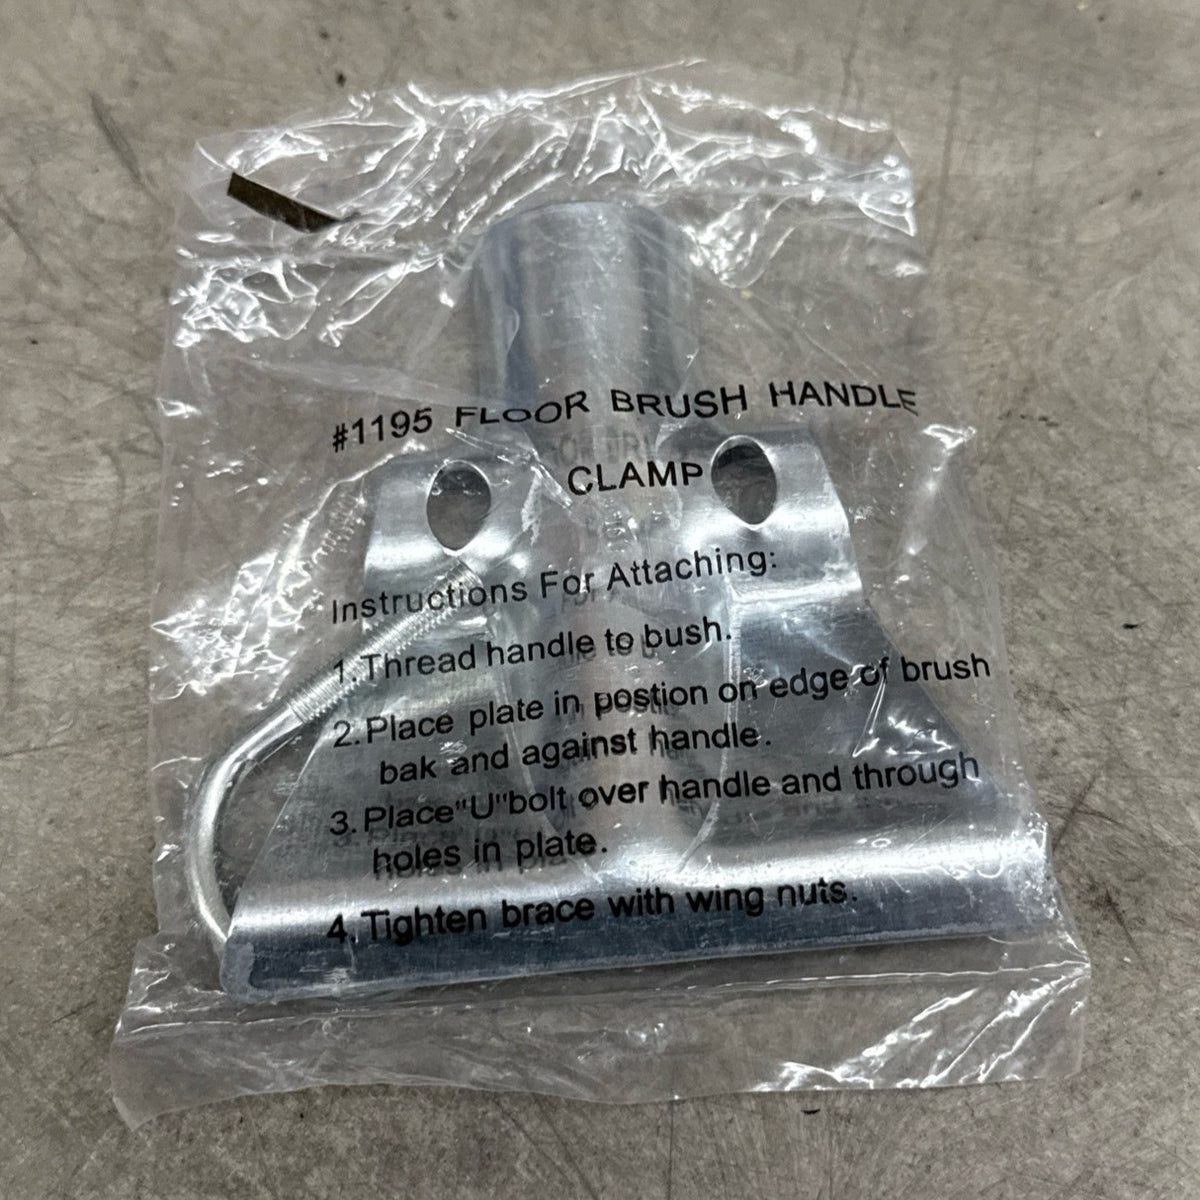 #1195 FLOOR BRUSH HANDLE
CLAMP
Instructions For Attaching:
1.Thread handle to bush.
2.Place plate in postion on edge of brush
bak and against handle.
3.Place"U"bolt over handle and through
holes in plate.
4.Tighten brace with wing nuts.